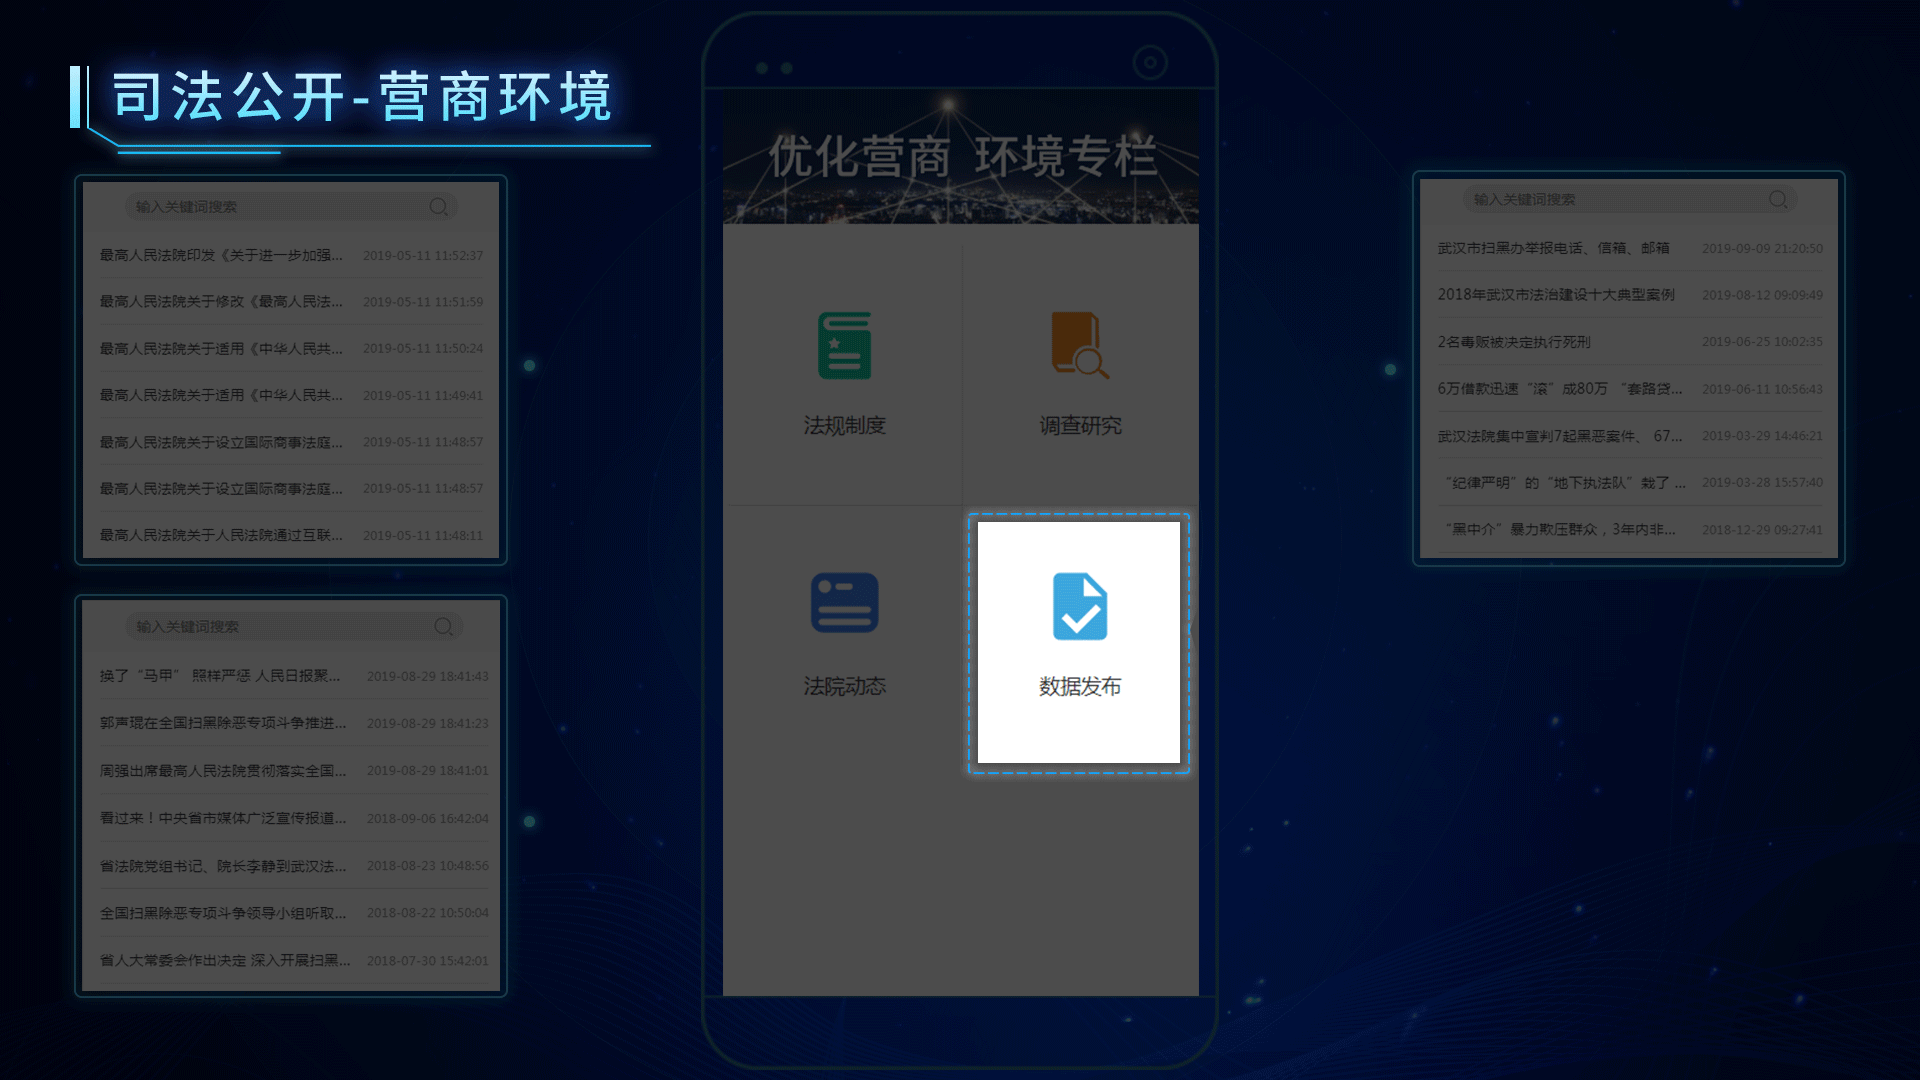 司法公开-营商环境
输入关键词搜索
最高人民法院印发《关于进一步加强... 2019-05-11 11:52:37
最高人民法院关于修改《最高人民法... 2019-05-11 11:51:59
最高人民法院关于适用《中华人民共... 2019-05-11 11:50:24
最高人民法院关于适用《中华人民共... 2019-05-11 11:49:41
最高人民法院关于设立国际商事法庭... 2019-05-11 11:48:57
最高人民法院关于设立国际商事法庭... 2019-05-11 11:48:57
最高人民法院关于人民法院通过互联... 2019-05-11 11:48:11
输入关键词搜索
换了“马甲” 照样严惩 人民日报聚... 2019-08-29 18:41:43
郭声琨在全国扫黑除恶专项斗争推进... 2019-08-29 18:41:23
周强出席最高人民法院贯彻落实全国... 2019-08-29 18:41:01
看过来！中央省市媒体广泛宣传报道... 2018-09-06 16:42:04
省法院党组书记、院长李静到武汉法... 2018-08-23 10:48:56
全国扫黑除恶专项斗争领导小组听取... 2018-08-22 10:50:04
省人大常委会作出决定 深入开展扫黑... 2018-07-30 15:42:01
优化营商 环境专栏
法规制度
调查研究
法院动态
数据发布
输入关键词搜索
武汉市扫黑办举报电话、信箱、邮箱 2019-09-09 21:20:50
2018年武汉市法治建设十大典型案例 2019-08-12 09:09:49
2名毒贩被决定执行死刑 2019-06-25 10:02:35
6万借款迅速“滚”成80万 “套路贷... 2019-06-11 10:56:43
武汉法院集中宣判7起黑恶案件、 67... 2019-03-29 14:46:21
“纪律严明”的“地下执法队”栽了 ... 2019-03-28 15:57:40
“黑中介”暴力欺压群众，3年内非... 2018-12-29 09:27:41